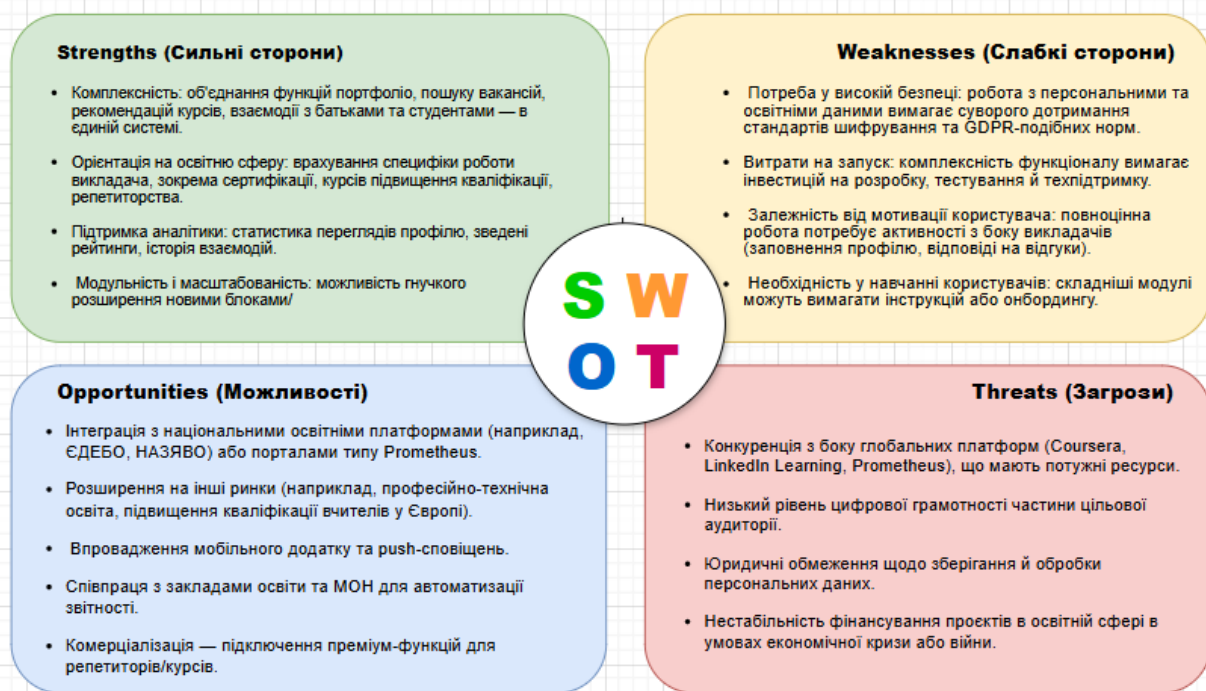 Strengths (Сильні сторони)
• Комплексність: об'єднання функцій портфоліо, пошуку вакансій,
рекомендацій курсів, взаємодії з батьками та студентами — в
єдиній системі.
• Орієнтація на освітню сферу: врахування специфіки роботи
викладача, зокрема сертифікації, курсів підвищення кваліфікації,
репетиторства.
• Підтримка аналітики: статистика переглядів профілю, зведені
рейтинги, історія взаємодій.
• Модульність і масштабованість: можливість гнучкого
розширення новими блоками/
Weaknesses (Слабкі сторони)
• Потреба у високій безпеці: робота з персональними та
освітніми даними вимагає суворого дотримання
стандартів шифрування та GDPR-подібних норм.
• Витрати на запуск: комплексність функціоналу вимагає
інвестицій на розробку, тестування й техпідтримку.
• Залежність від мотивації користувача: повноцінна
робота потребує активності з боку викладачів
(заповнення профілю, відповіді на відгуки).
• Необхідність у навчанні користувачів: складніші модулі
можуть вимагати інструкцій або онбордингу.
S W
O T
Opportunities (Можливості)
• Інтеграція з національними освітніми платформами (наприклад,
ЄДЕБО, НАЗЯВО) або порталами типу Prometheus.
• Розширення на інші ринки (наприклад, професійно-технічна
освіта, підвищення кваліфікації вчителів у Європі).
• Впровадження мобільного додатку та push-сповіщень.
• Співпраця з закладами освіти та МОН для автоматизації
звітності.
• Комерціалізація — підключення преміум-функцій для
репетиторів/курсів.
Threats (Загрози)
• Конкуренція з боку глобальних платформ (Coursera,
LinkedIn Learning, Prometheus), що мають потужні ресурси.
• Низький рівень цифрової грамотності частини цільової
аудиторії.
• Юридичні обмеження щодо зберігання й обробки
персональних даних.
• Нестабільність фінансування проєктів в освітній сфері в
умовах економічної кризи або війни.